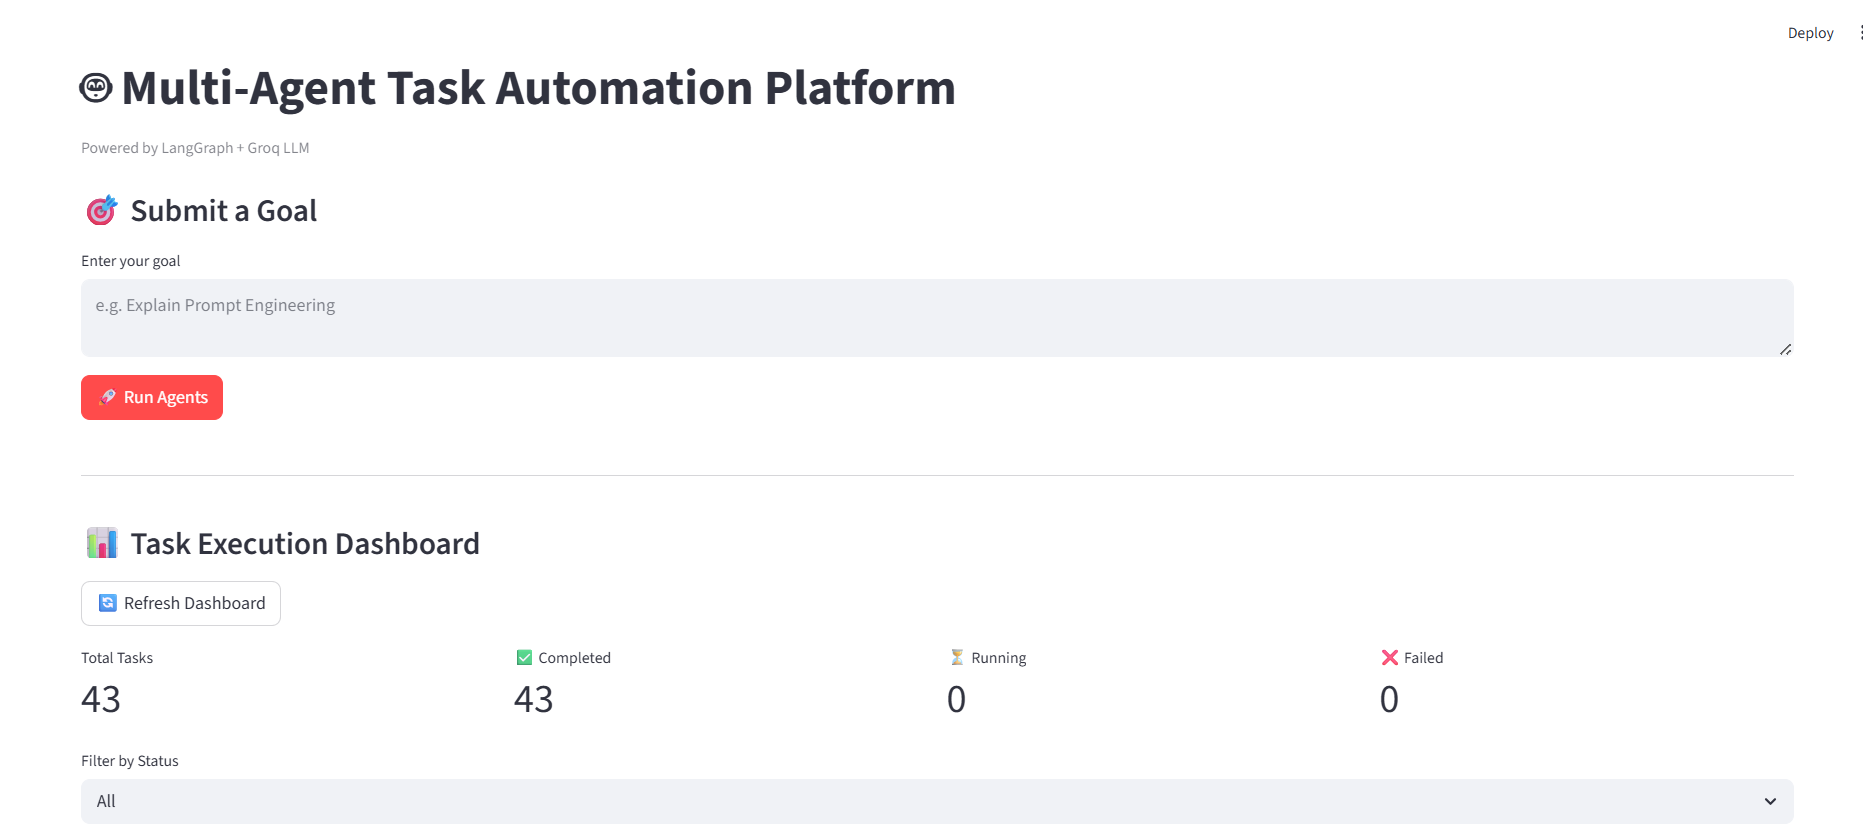 Deploy
Multi-Agent Task Automation Platform
Powered by LangGraph + Groq LLM
Submit a Goal
Enter your goal
e.g. Explain Prompt Engineering
Run Agents
Task Execution Dashboard
Refresh Dashboard
Total Tasks
43
Completed
43
Running
0
Failed
0
Filter by Status
All